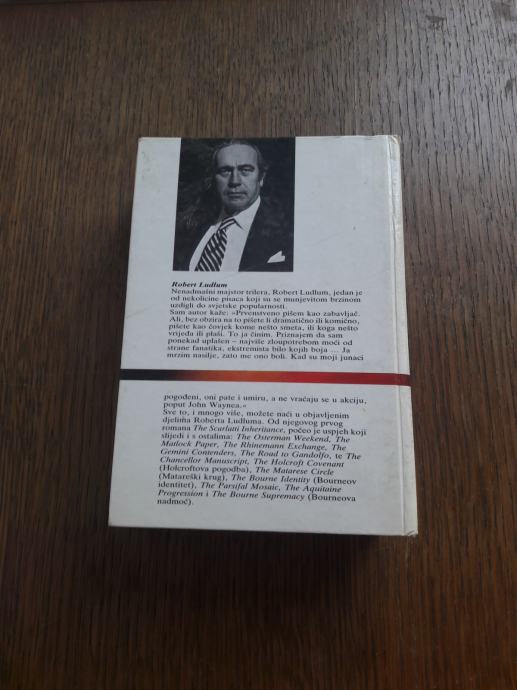 Robert Ludlum
Nenadmašni majstor trilera, Robert Ludlum, jedan je
od nekolicine pisaca koji su se munjevitom brzinom
uzdigli do svjetske popularnosti.
Sam autor kaže: »Prvenstveno pišem kao zabavljač.
Ali, bez obzira na to pišete li dramatično ili komično,
pišete kao čovjek kome nešto smeta, ili koga nešto
vrijeđa ili plaši. To ja činim. Priznajem da sam
ponekad uplašen – najviše zloupotrebom moći od
strane fanatika, ekstremista bilo kojih boja ... Ja
mrzim nasilje, zato me ono boli. Kad su moji junaci
pogođeni, oni pate i umiru, a ne vraćaju se u akciju,
poput John Waynea.«
Sve to, i mnogo više, možete naći u objavljenim
djelima Roberta Ludluma. Od njegovog prvog
romana The Scarlatti Inheritance, počeo je uspjeh koji
slijedi i s ostalima: The Osterman Weekend, The
Matlock Paper, The Rhinemann Exchange, The
Gemini Contenders, The Road to Gandolfo, te The
Chancellor Manuscript, The Holcroft Covenant
(Holcroftova pogodba), The Matarese Circle
(Matareški krug), The Bourne Identity (Bourneov
identitet), The Parsifal Mosaic, The Aquitaine
Progression i The Bourne Supremacy (Bourneova
nadmoć).